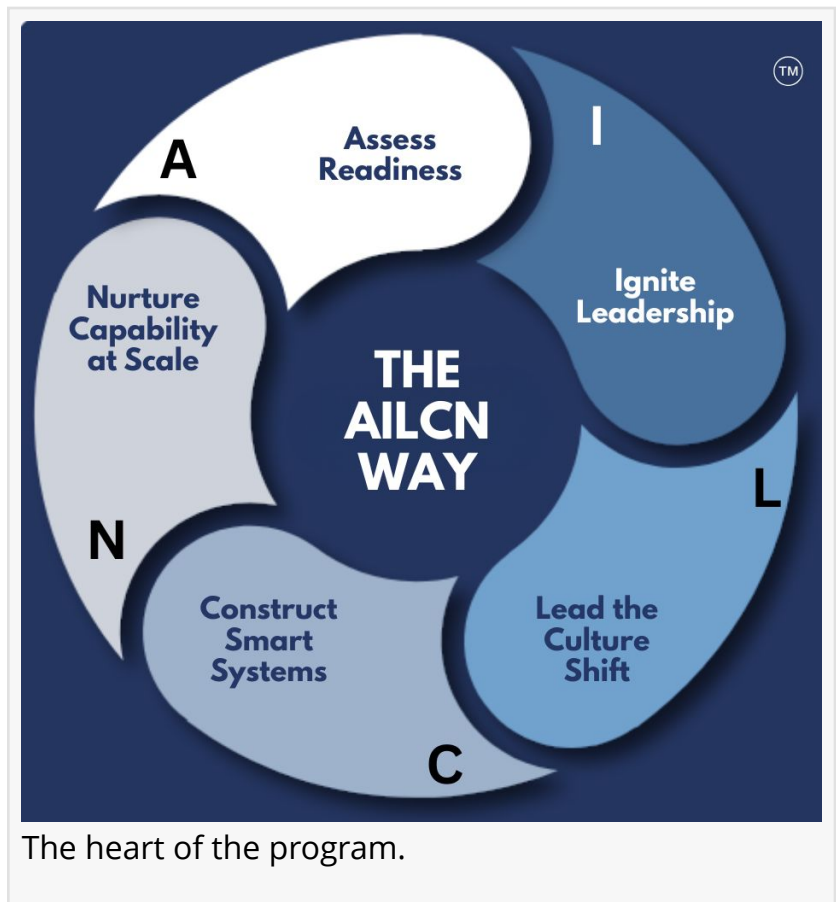 TM
A
Assess
Readiness
I
Ignite
Leadership
L
Lead the
Culture
Shift
C
Construct
Smart
Systems
N
Nurture
Capability
at Scale
THE
AILCN
WAY
The heart of the program.